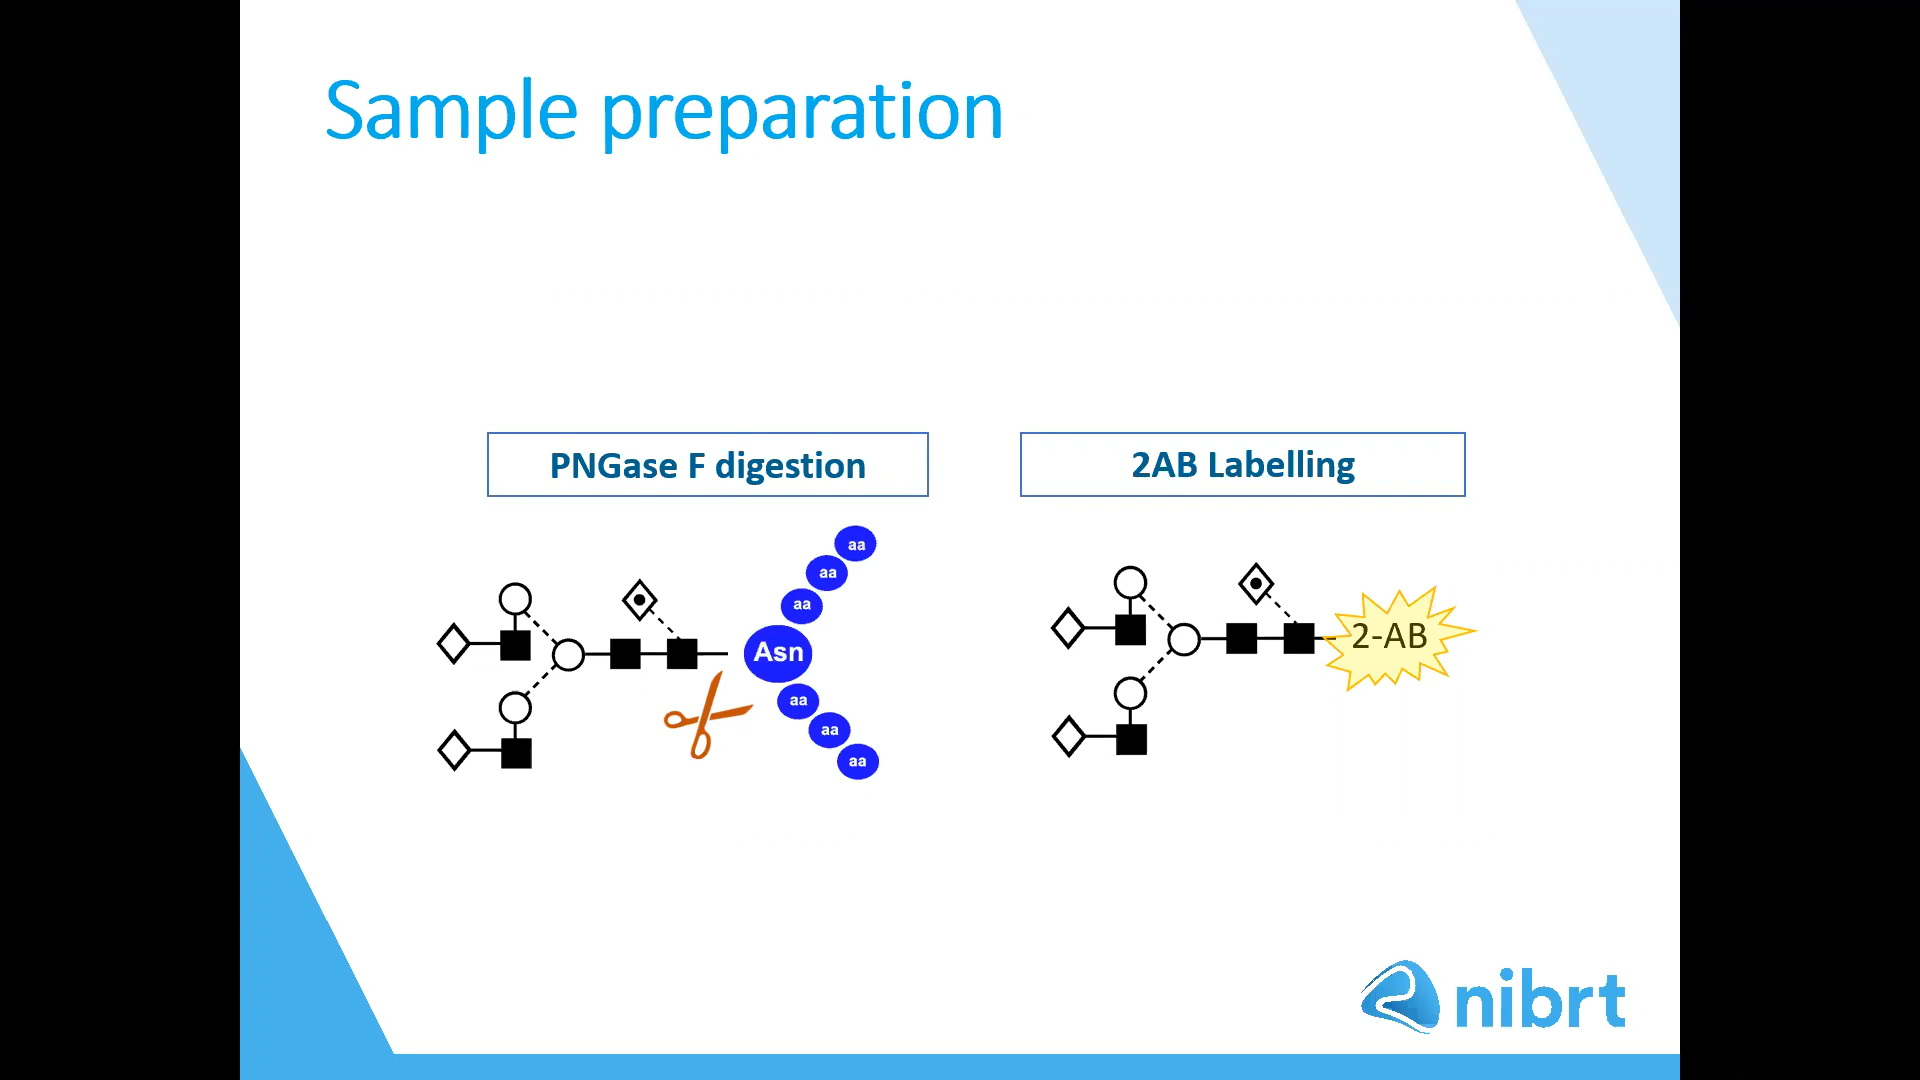 Sample preparation
PNGase F digestion
2AB Labelling
aa
aa
aa
Asn
aa
aa
aa
2-AB
nibrt